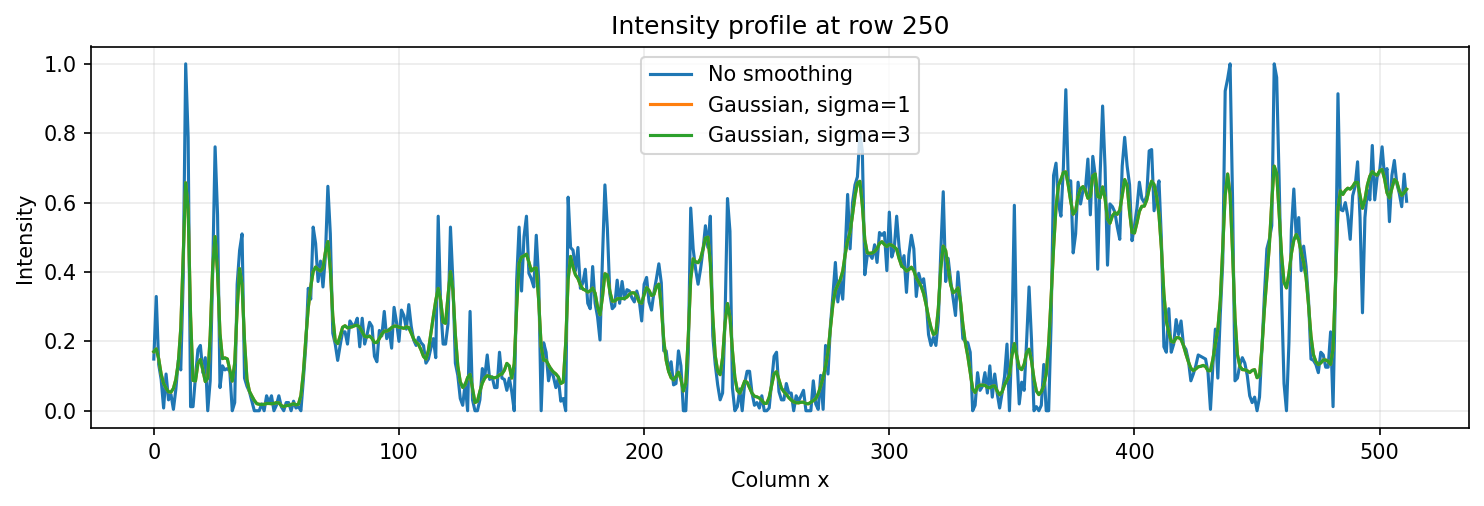 Intensity profile at row 250
No smoothing
Gaussian, sigma=1
Gaussian, sigma=3
1.0
0.8
0.6
0.4
0.2
0.0
Intensity
0 100 200 300 400 500
Column x